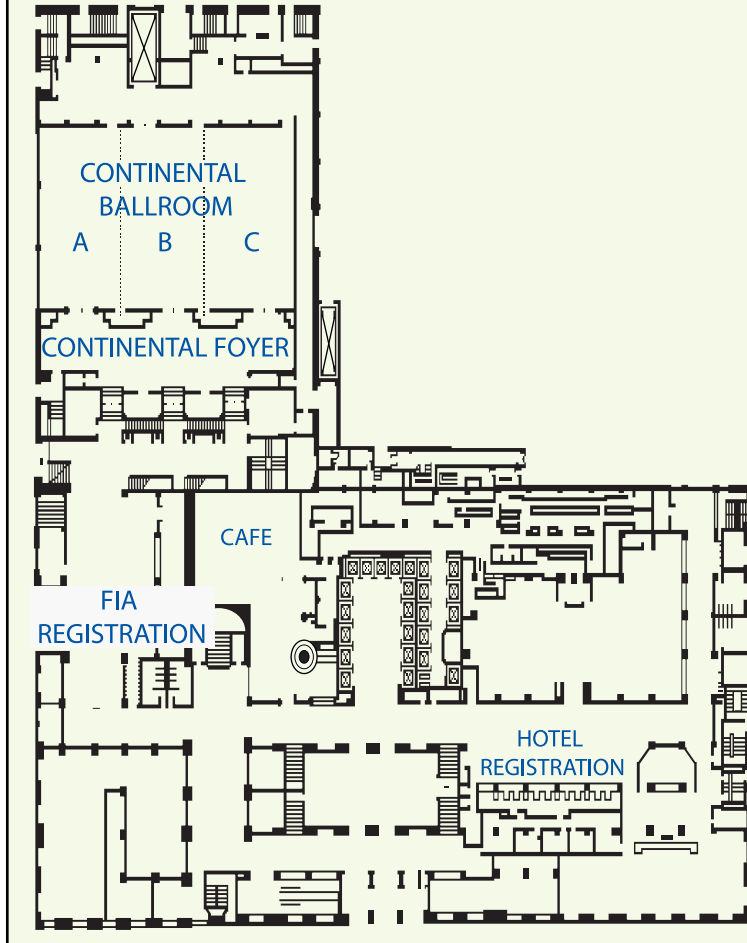 CONTINENTAL
BALLROOM
A B C
CONTINENTAL FOYER
CAFE
FIA
REGISTRATION
HOTEL
REGISTRATION